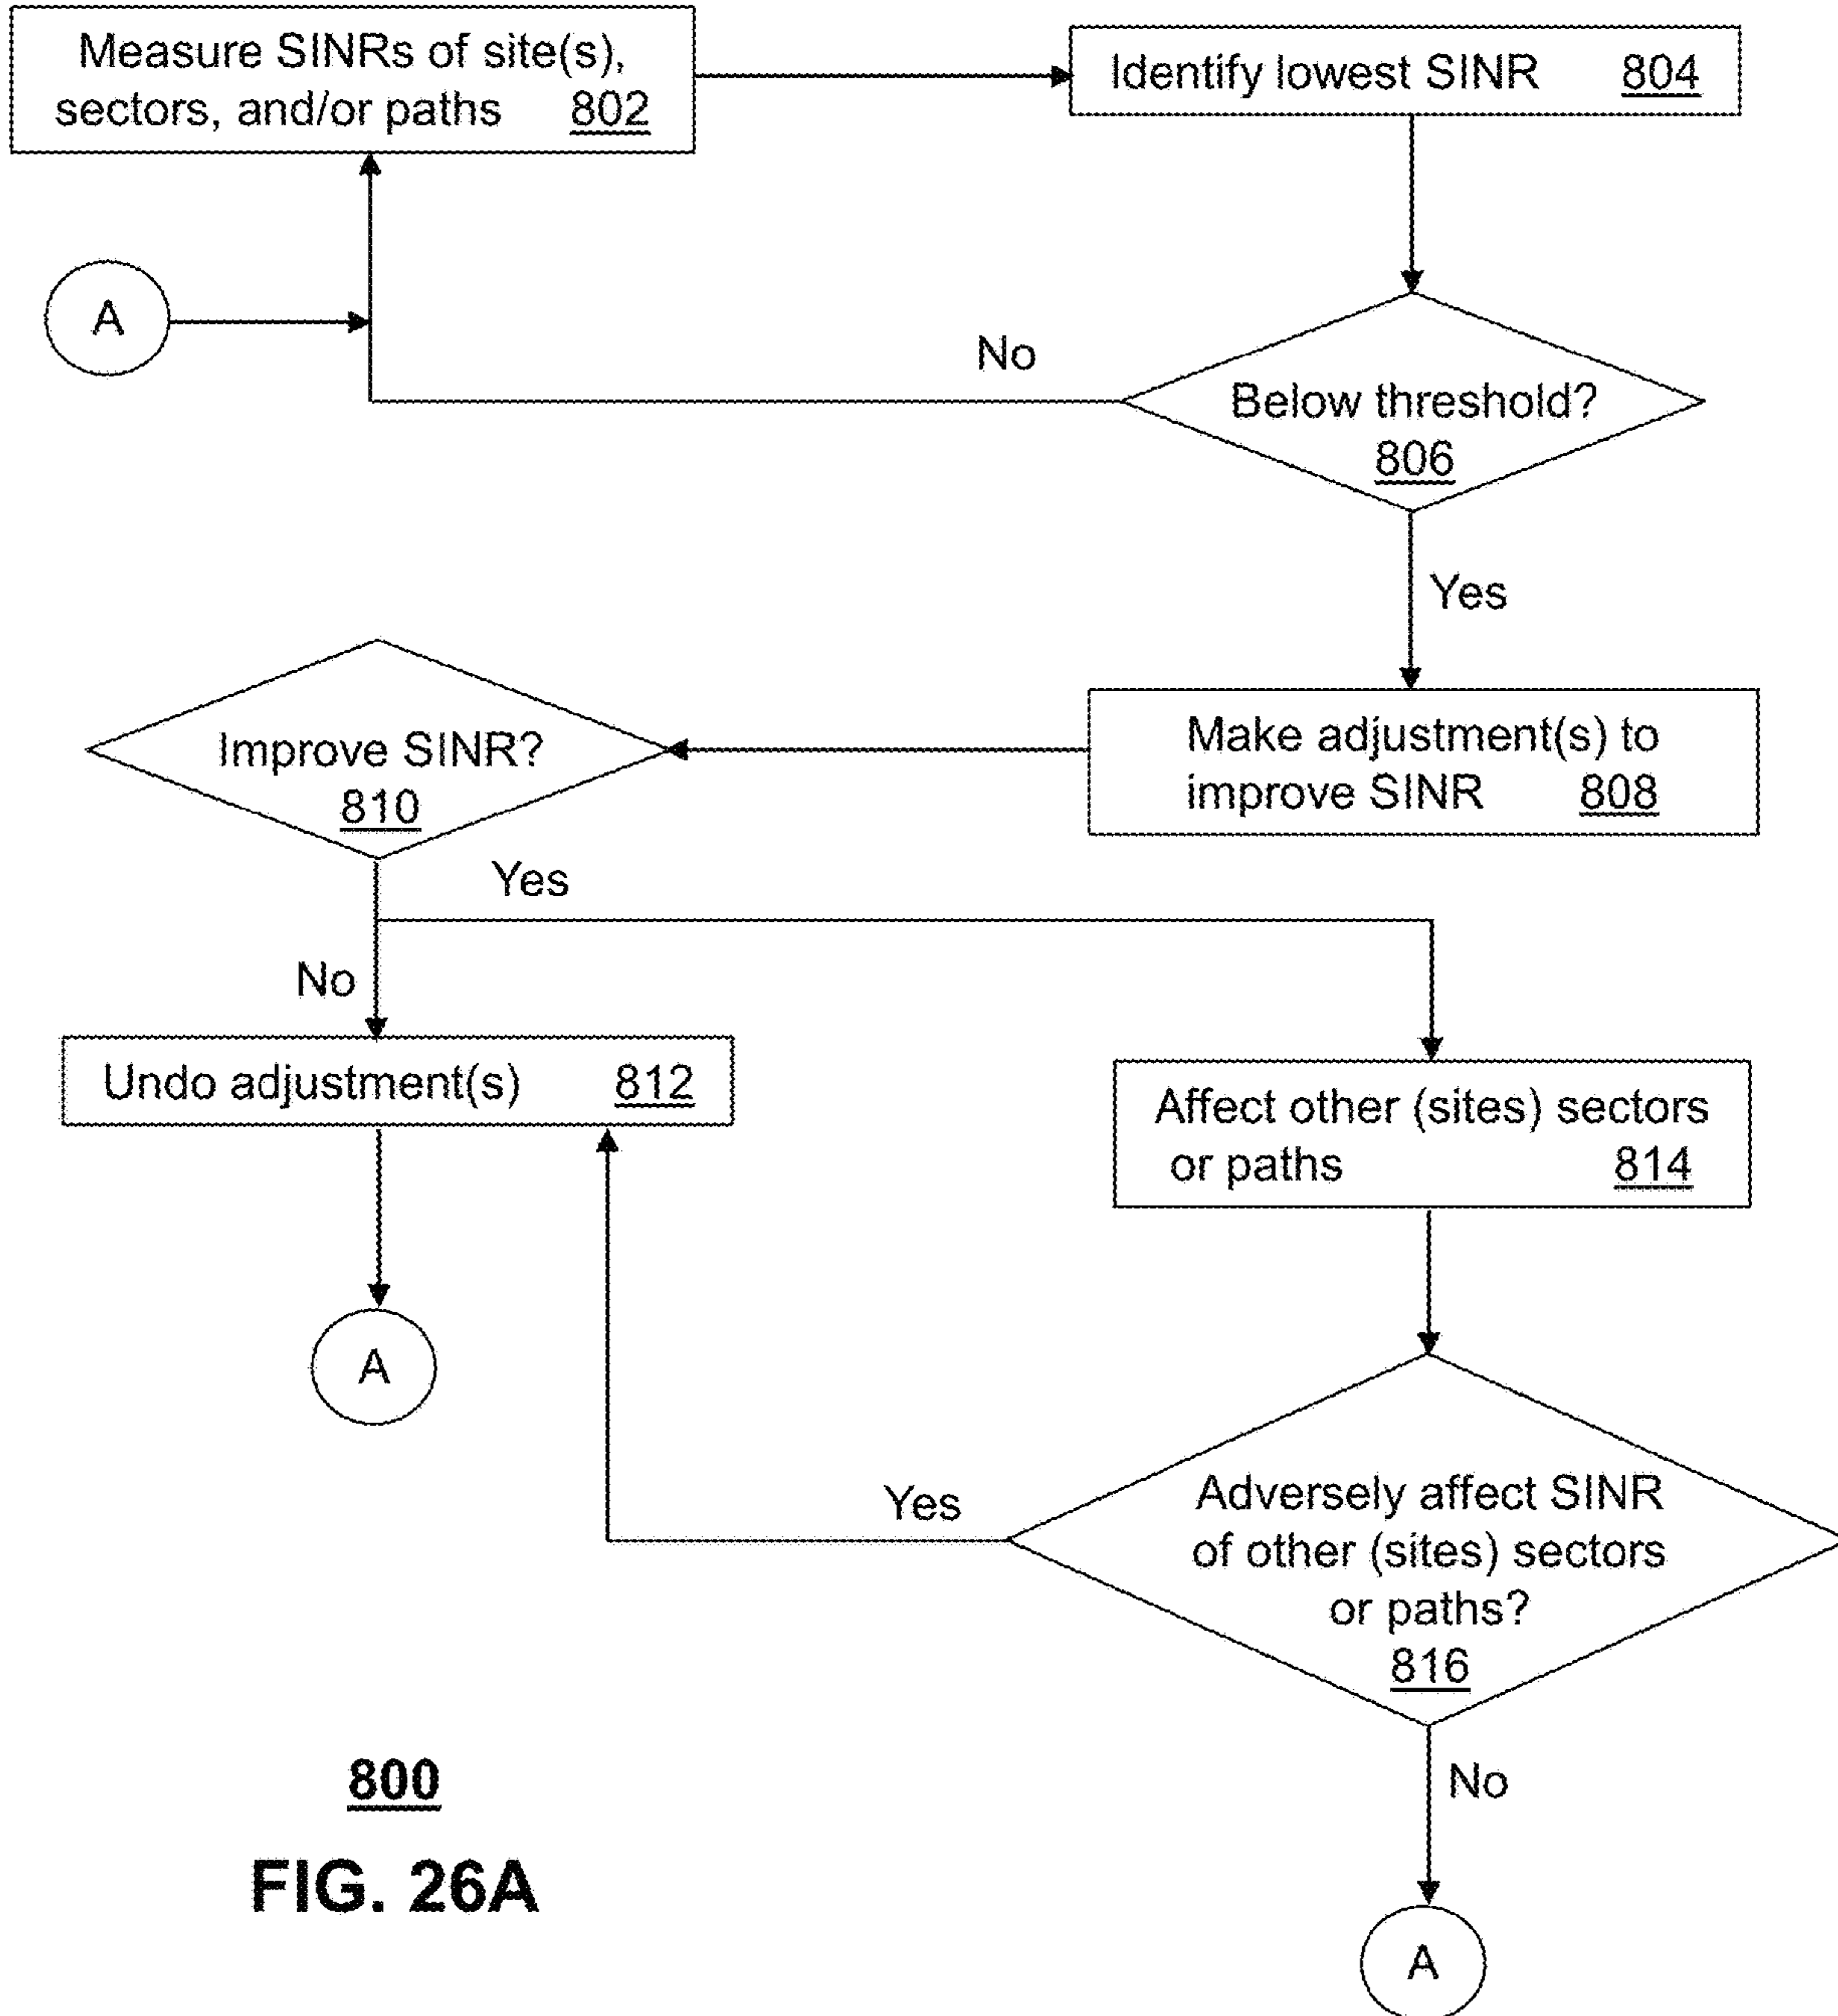 Measure SINRs of site(s),
sectors, and/or paths 802
Identify lowest SINR 804
A
No
Below threshold?
806
Yes
Improve SINR?
810
Make adjustment(s) to
improve SINR 808
Yes
No
Undo adjustment(s) 812
Affect other (sites) sectors
or paths 814
A
Yes
Adversely affect SINR
of other (sites) sectors
or paths?
816
No
800
FIG. 26A
A